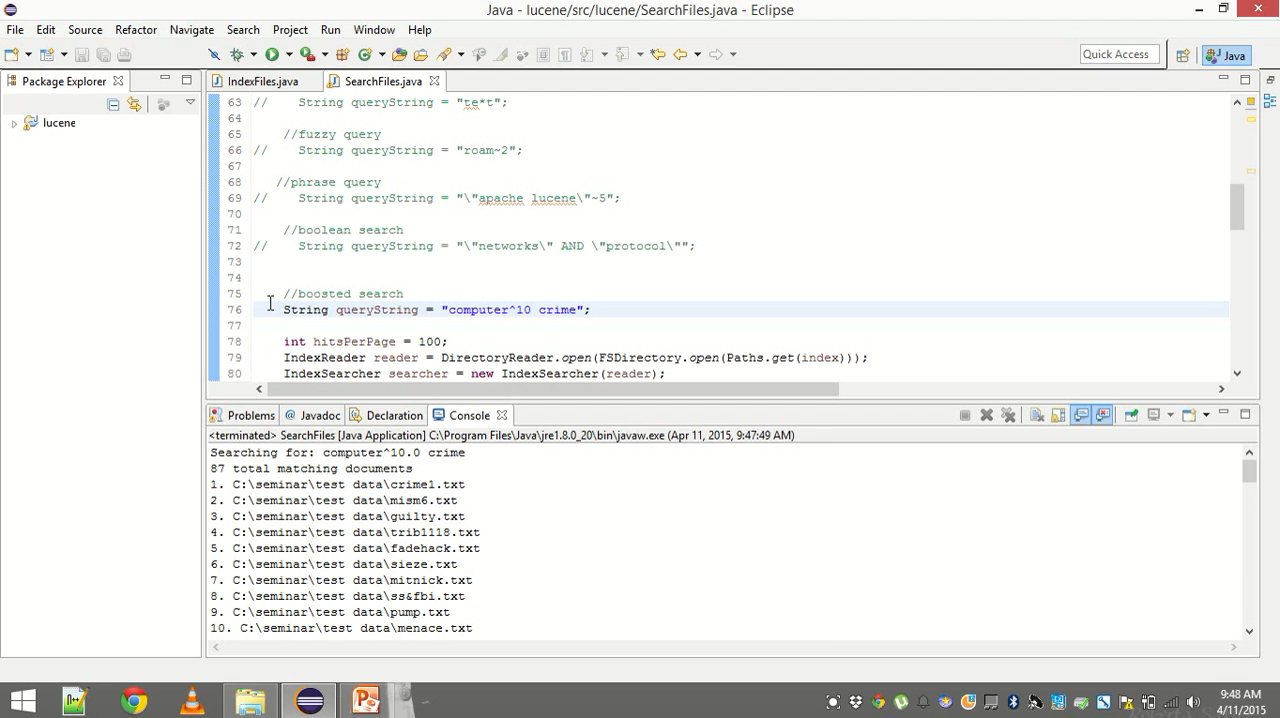 Java - lucene/src/lucene/SearchFiles.java - Eclipse
File Edit Source Refactor Navigate Search Project Run Window Help
Quick Access Java
Package Explorer IndexFiles.java SearchFiles.java
lucene
63 // String queryString = "te*t";
64
65 //fuzzy query
66 // String queryString = "roam~2";
67
68 //phrase query
69 // String queryString = "\"apache lucene\"~5";
70
71 //boolean search
72 // String queryString = "\"networks\" AND \"protocol\"";
73
74
75 //boosted search
76 String queryString = "computer^10 crime";
77
78 int hitsPerPage = 100;
79 IndexReader reader = DirectoryReader.open(FSDirectory.open(Paths.get(index)));
80 IndexSearcher searcher = new IndexSearcher(reader);
Problems Javadoc Declaration Console
<terminated> SearchFiles [Java Application] C:\Program Files\Java\jre1.8.0_20\bin\javaw.exe (Apr 11, 2015, 9:47:49 AM)
Searching for: computer^10.0 crime
87 total matching documents
1. C:\seminar\test data\crime1.txt
2. C:\seminar\test data\mism6.txt
3. C:\seminar\test data\guilty.txt
4. C:\seminar\test data\trib1118.txt
5. C:\seminar\test data\fadehack.txt
6. C:\seminar\test data\sieze.txt
7. C:\seminar\test data\mitnick.txt
8. C:\seminar\test data\ss&fbi.txt
9. C:\seminar\test data\pump.txt
10. C:\seminar\test data\menace.txt
9:48 AM
4/11/2015